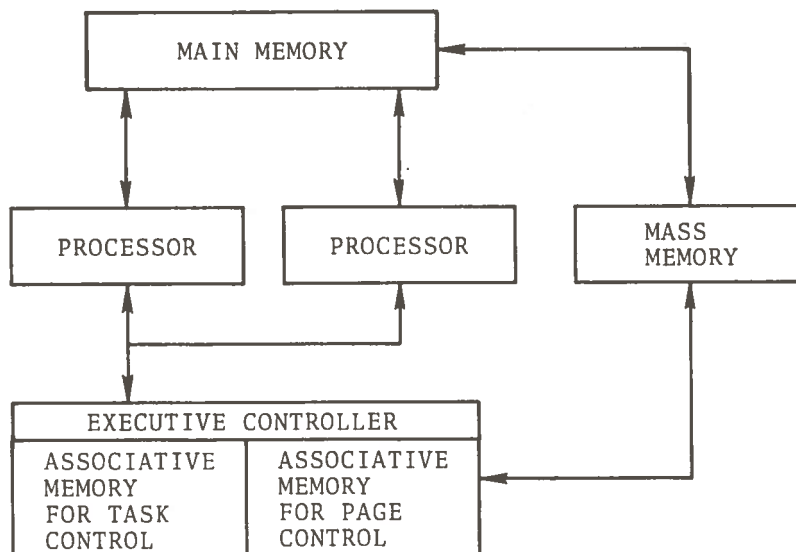 MAIN MEMORY
PROCESSOR
PROCESSOR
MASS
MEMORY
EXECUTIVE CONTROLLER
ASSOCIATIVE
MEMORY
FOR TASK
CONTROL
ASSOCIATIVE
MEMORY
FOR PAGE
CONTROL